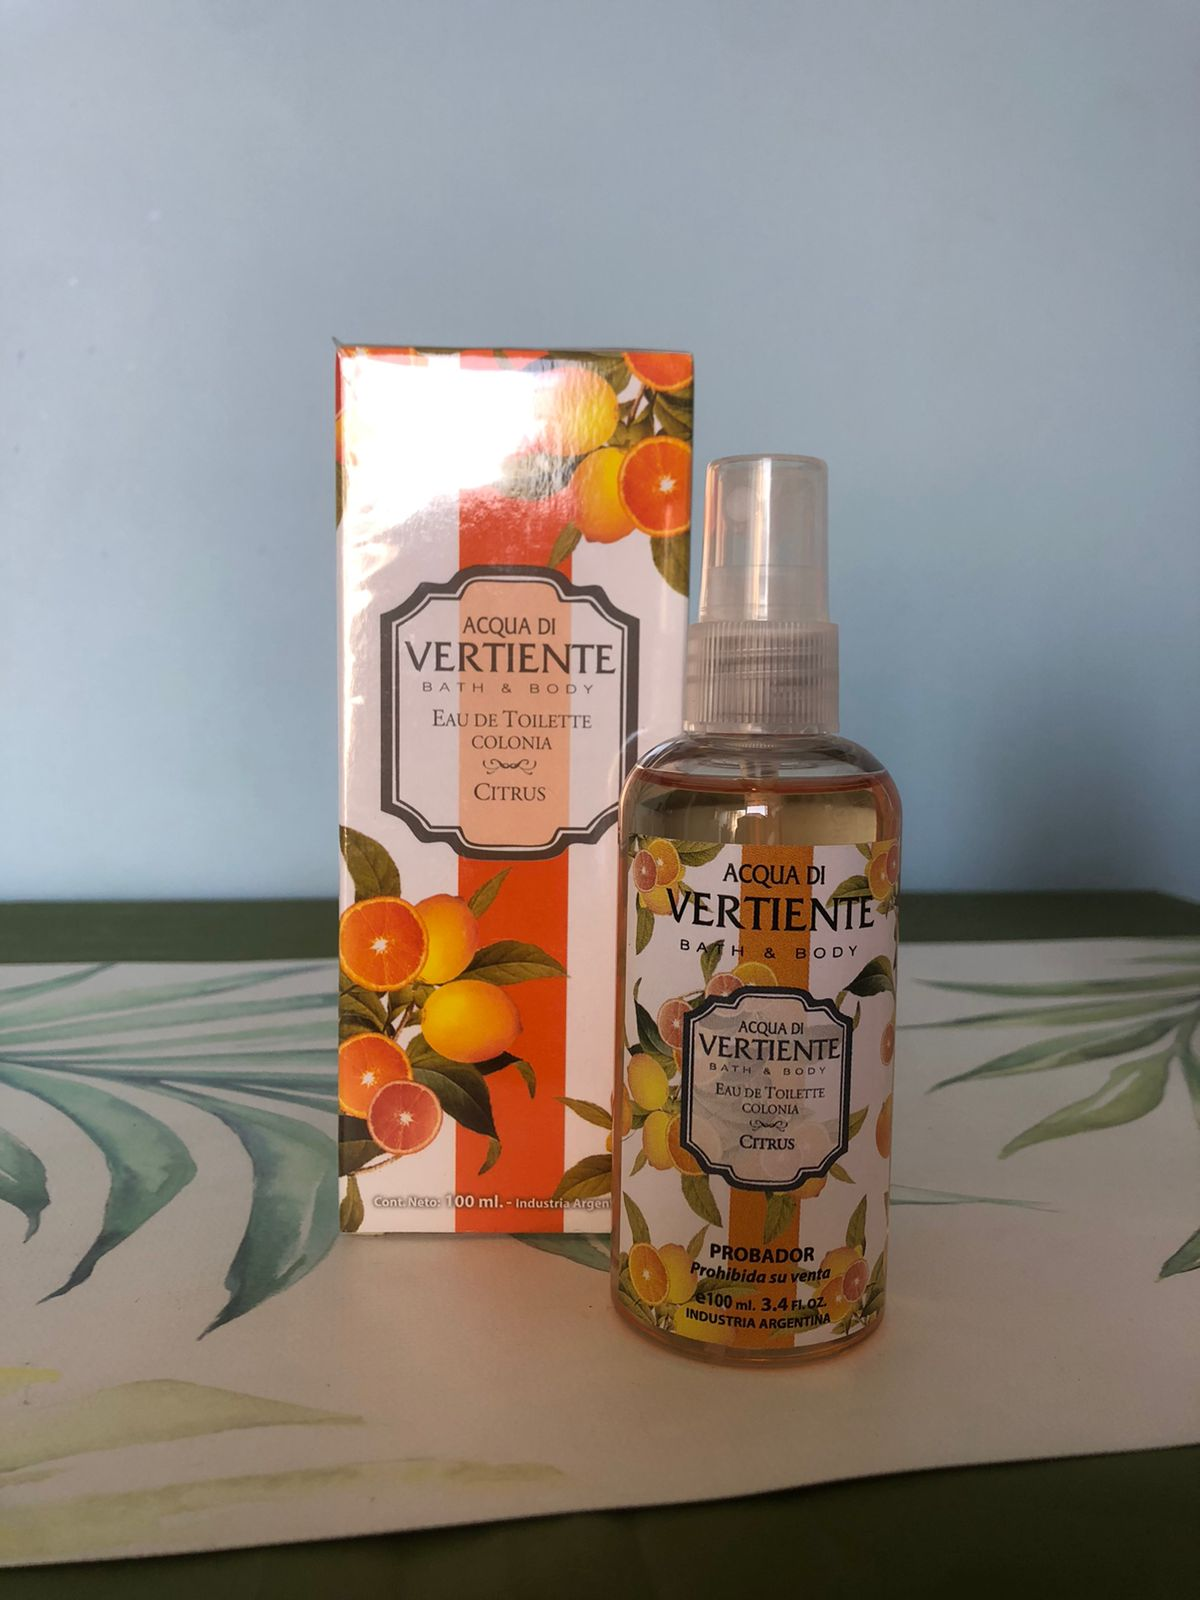 ACQUA DI
VERTIENTE
BATH & BODY
EAU DE TOILETTE
COLONIA
CITRUS
Cont. Neto: 100 ml. - Industria Argen
ACQUA DI
VERTIENTE
BATH & BODY
ACQUA DI
VERTIENTE
BATH & BODY
EAU DE TOILETTE
COLONIA
CITRUS
PROBADOR
Prohibida su venta
e100 ml. 3.4 FL. OZ.
INDUSTRIA ARGENTINA